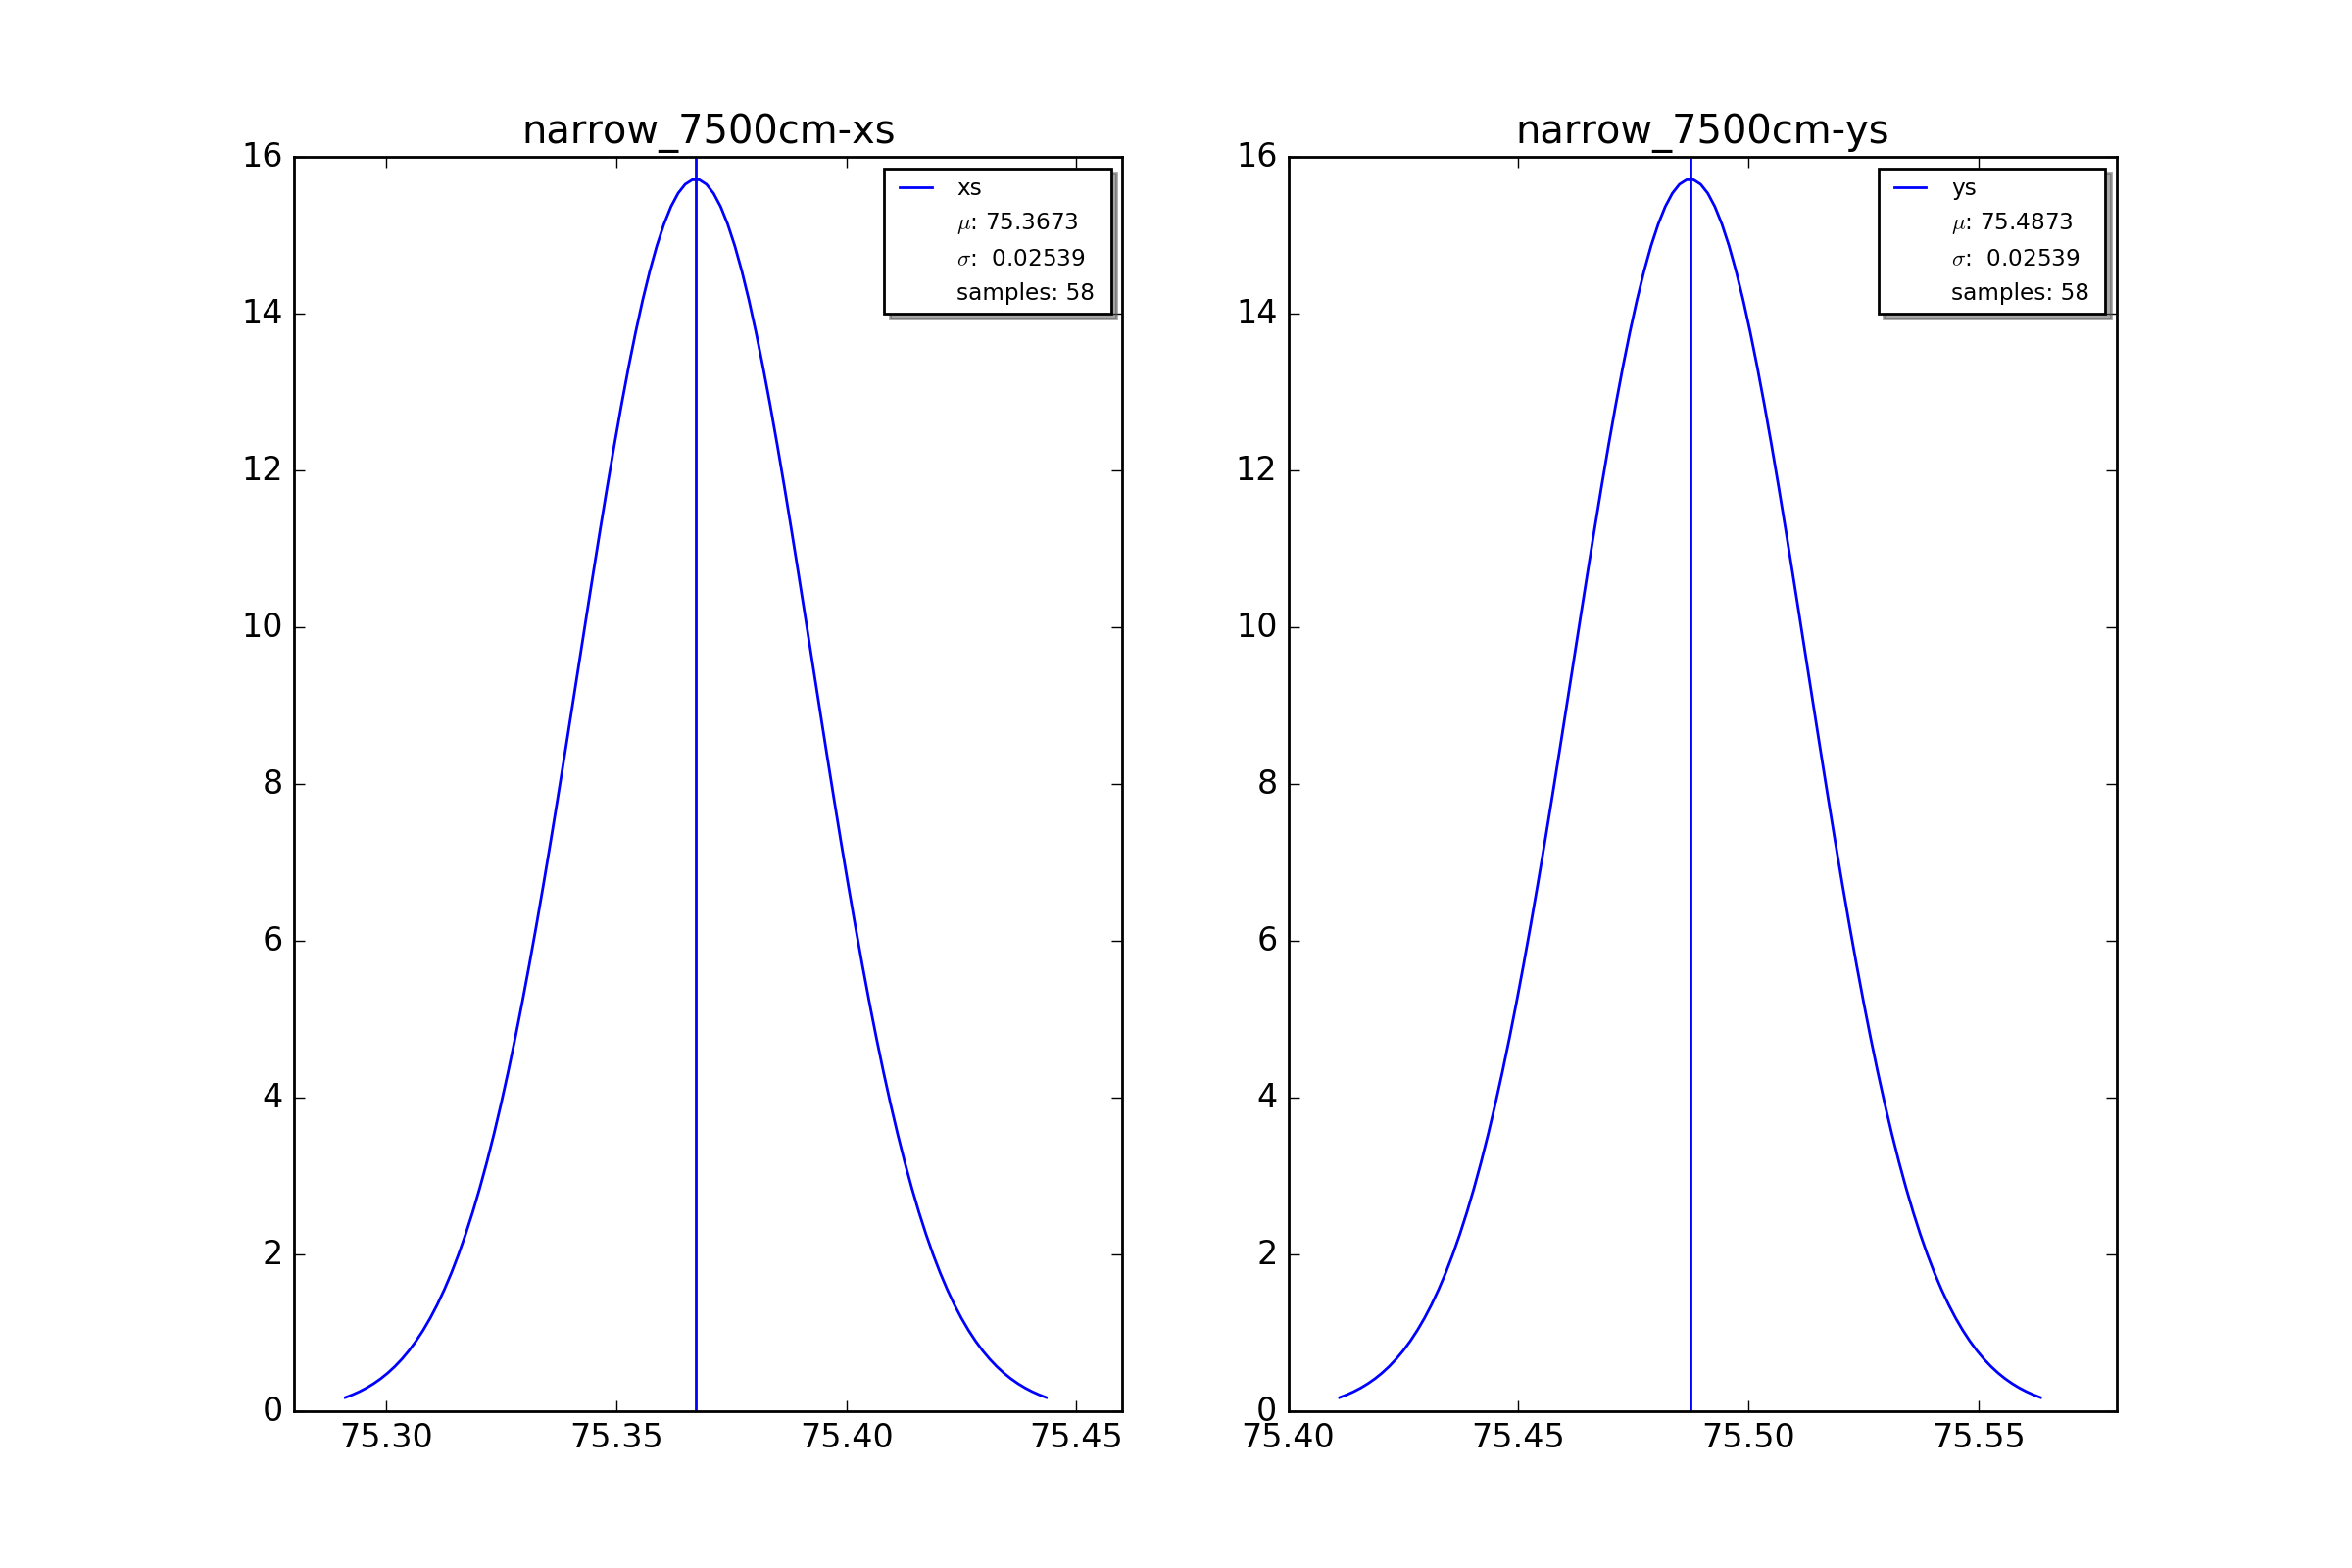 narrow_7500cm-xs
16
14
12
10
8
6
4
2
0
75.30 75.35 75.40 75.45
xs
μ: 75.3673
σ: 0.02539
samples: 58
narrow_7500cm-ys
16
14
12
10
8
6
4
2
0
75.40 75.45 75.50 75.55
ys
μ: 75.4873
σ: 0.02539
samples: 58